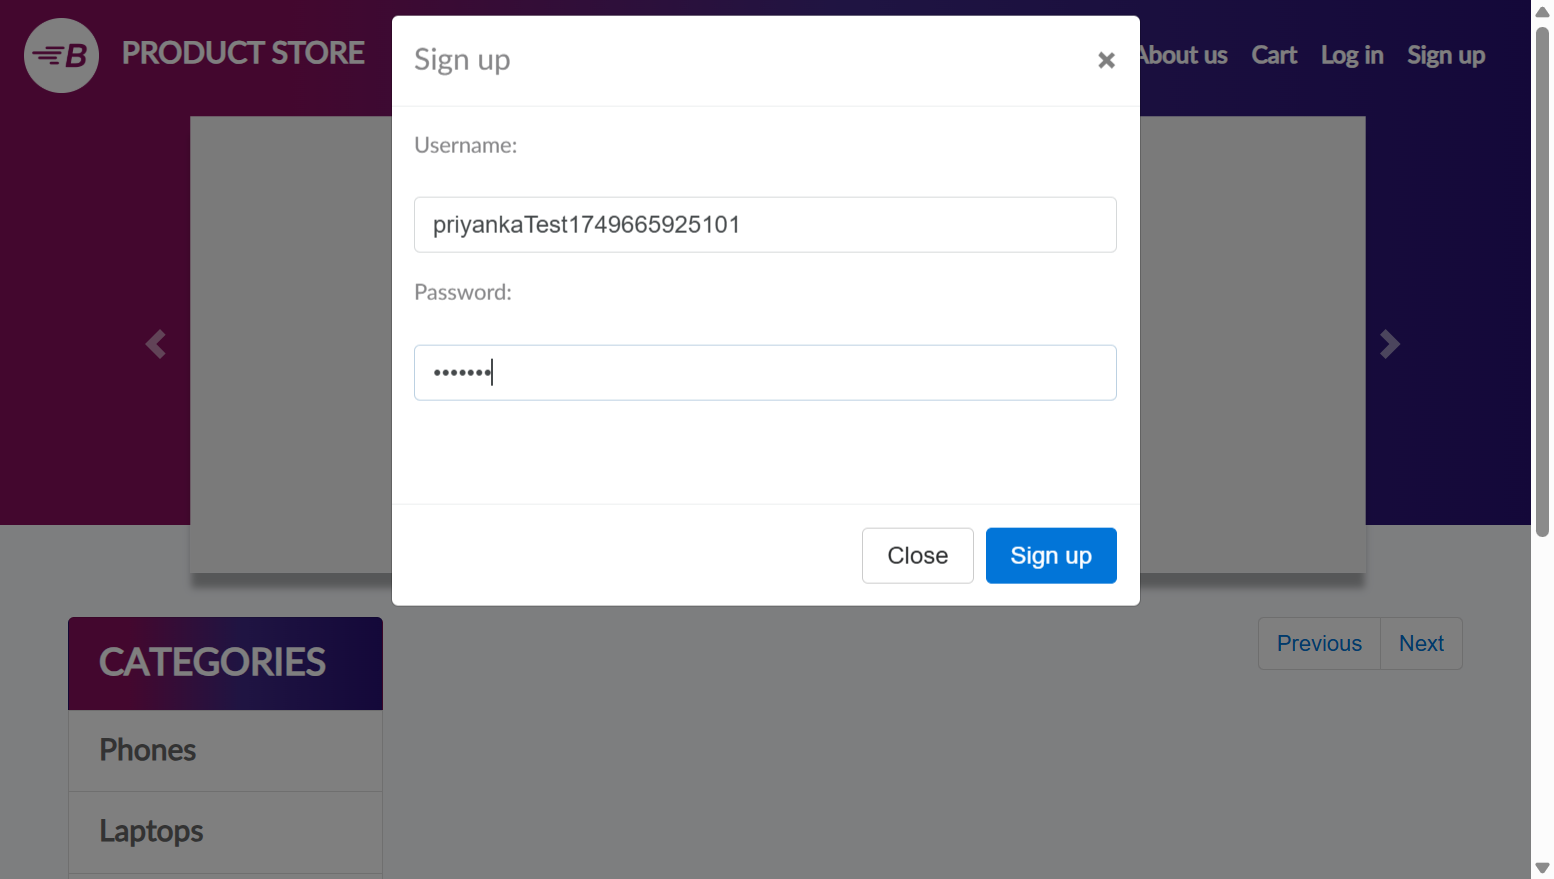 B PRODUCT STORE
About us Cart Log in Sign up
Sign up
×
Username:
priyankaTest1749665925101
Password:
•••••••
Close Sign up
CATEGORIES
Phones
Laptops
Previous Next